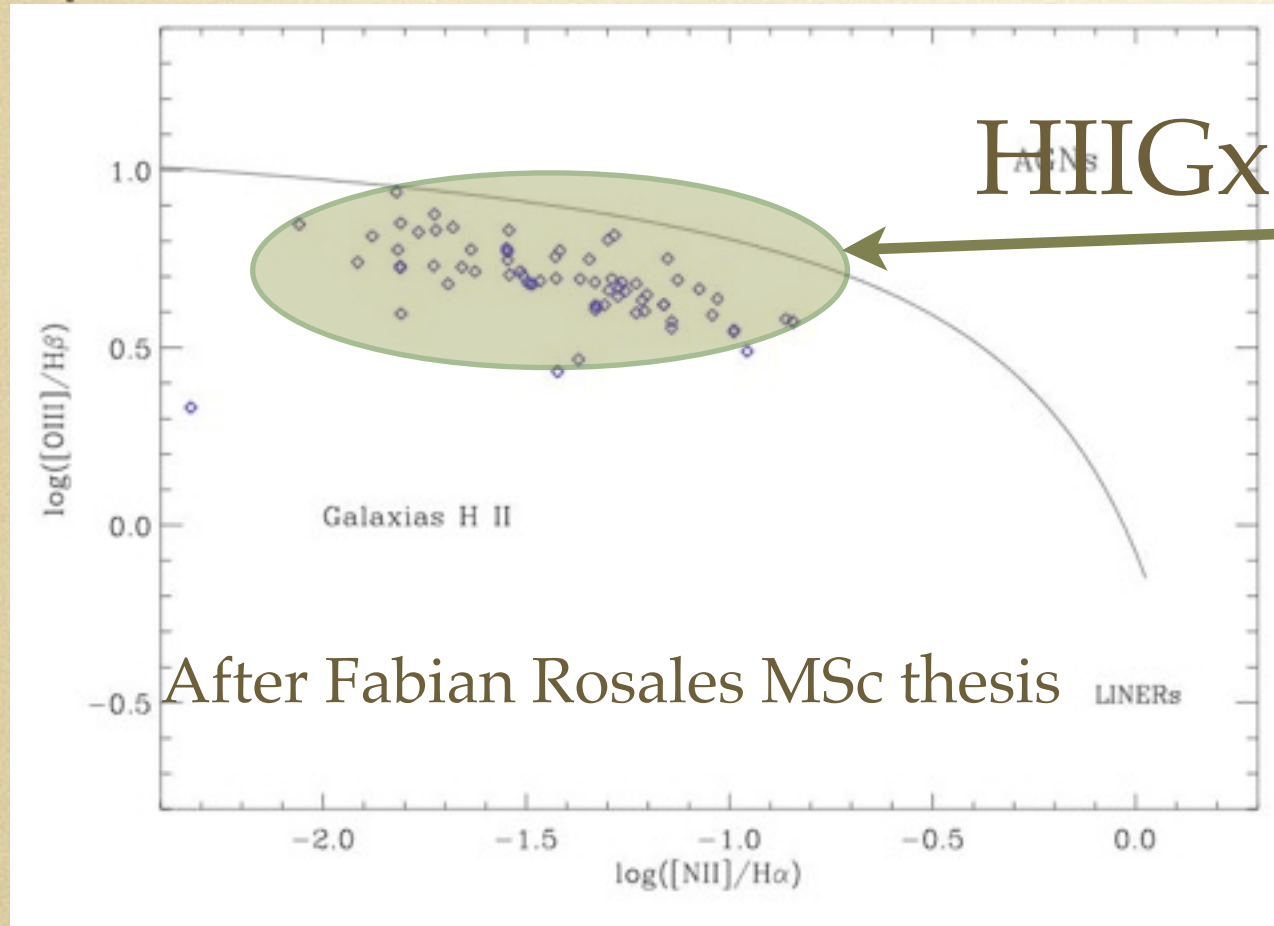 HIIGx
AGNs
1.0
0.5
0.0
−0.5
log([OIII]/Hβ)
Galaxias H II
After Fabian Rosales MSc thesis
LINERs
−2.0 −1.5 −1.0 −0.5 0.0
log([NII]/Hα)